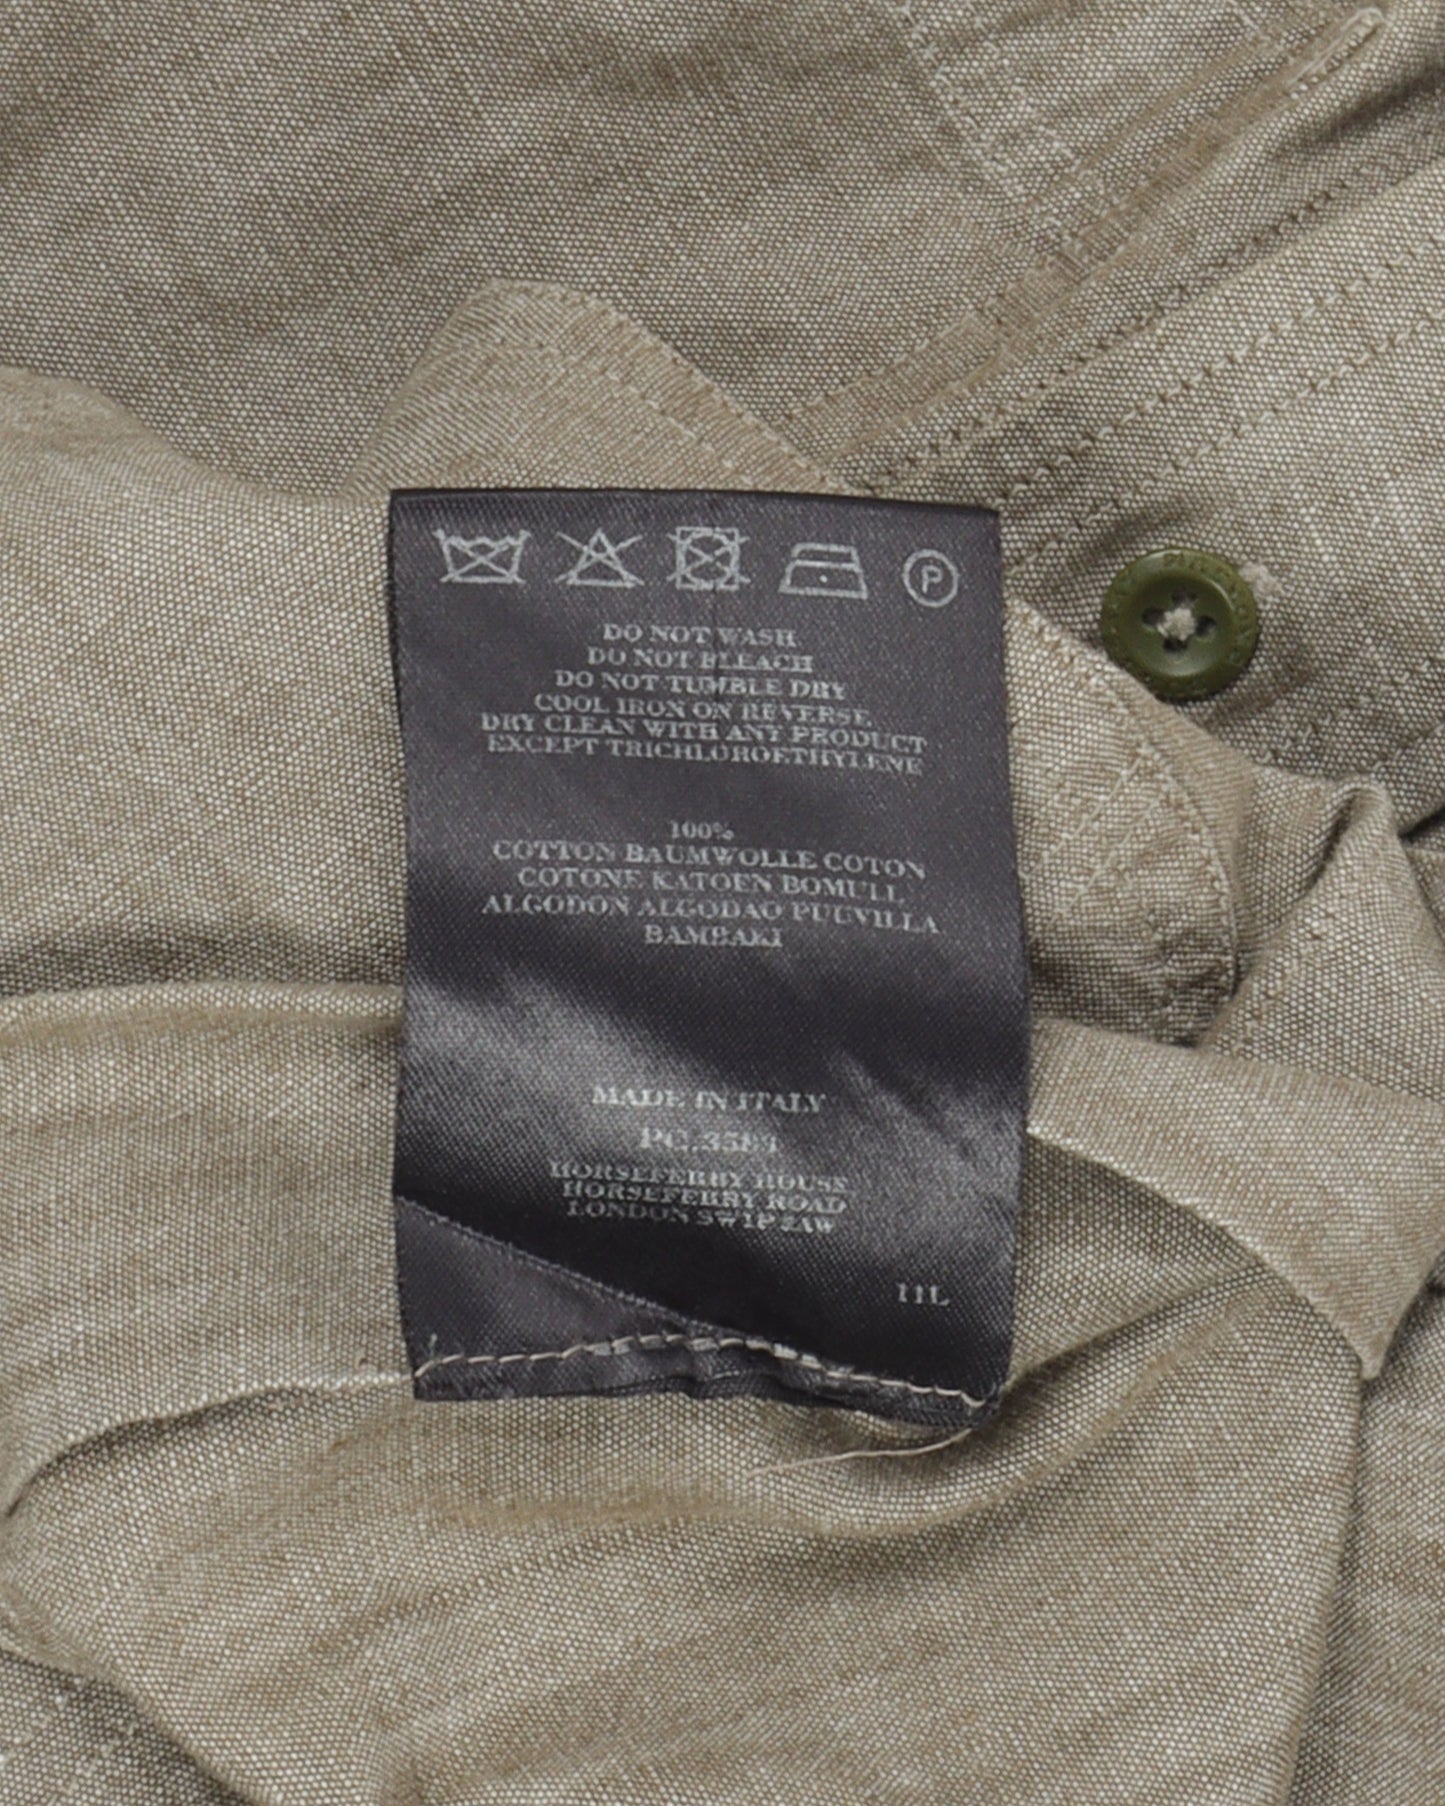 P
DO NOT WASH
DO NOT BLEACH
DO NOT TUMBLE DRY
COOL IRON ON REVERSE
DRY CLEAN WITH ANY PRODUCT
EXCEPT TRICHLOROETHYLENE
100%
COTTON BAUMWOLLE COTON
COTONE KATOEN BOMULL
ALGODON ALGODAO PUUVILLA
BAMBAKI
MADE IN ITALY
HORSEFERRY HOUSE
HORSEFERRY ROAD
LONDON SW1P 2AW
11L